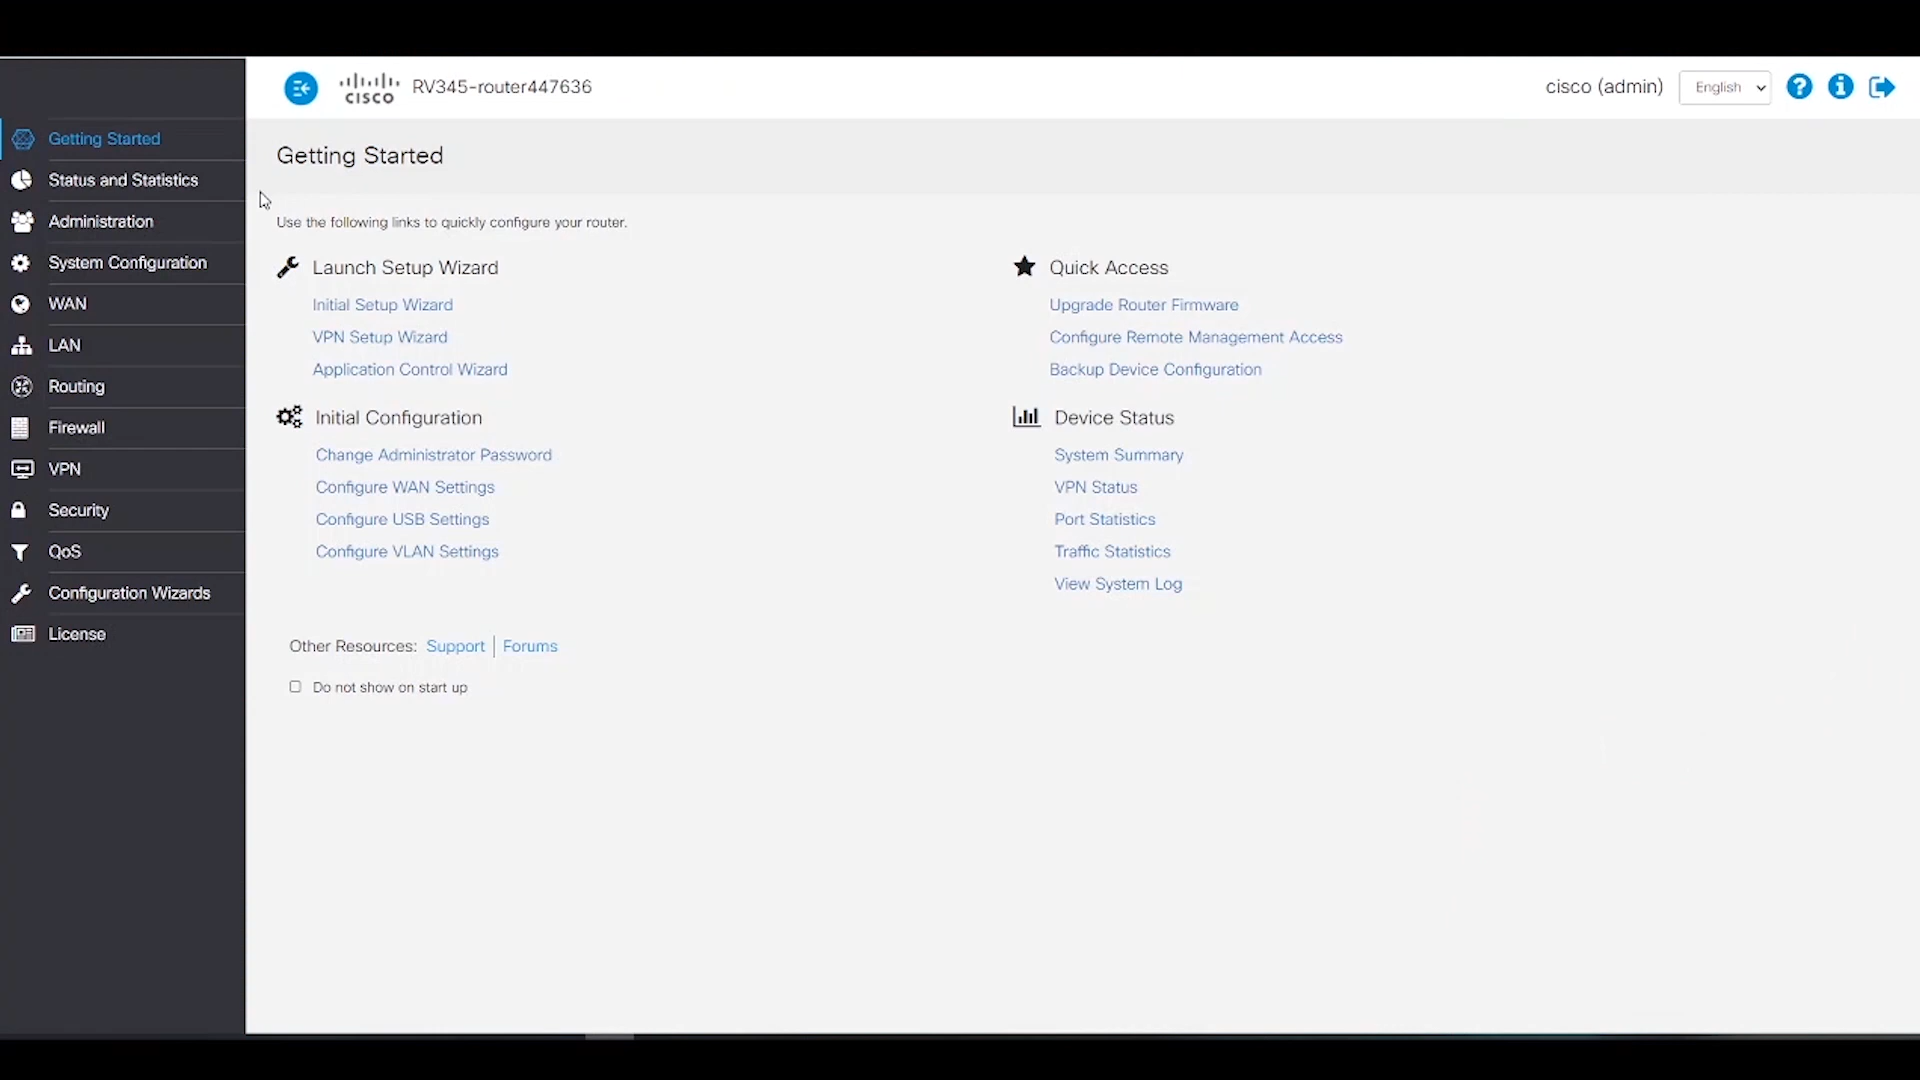 CISCO RV345-router447636
cisco (admin) English
Getting Started
Status and Statistics
Administration
System Configuration
WAN
LAN
Routing
Firewall
VPN
Security
QoS
Configuration Wizards
License
Getting Started
Use the following links to quickly configure your router.
Launch Setup Wizard
Initial Setup Wizard
VPN Setup Wizard
Application Control Wizard
Initial Configuration
Change Administrator Password
Configure WAN Settings
Configure USB Settings
Configure VLAN Settings
Quick Access
Upgrade Router Firmware
Configure Remote Management Access
Backup Device Configuration
Device Status
System Summary
VPN Status
Port Statistics
Traffic Statistics
View System Log
Other Resources: Support | Forums
Do not show on start up